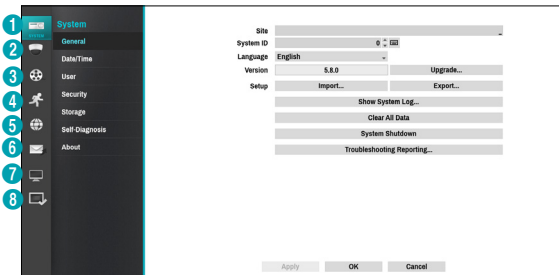 1
VISION
2
3
4
5
6
7
8
System
General
Date/Time
User
Security
Storage
Self-Diagnosis
About
Site
System ID 0
Language English
Version 5.8.0 Upgrade...
Setup Import... Export...
Show System Log...
Clear All Data
System Shutdown
Troubleshooting Reporting...
Apply OK Cancel